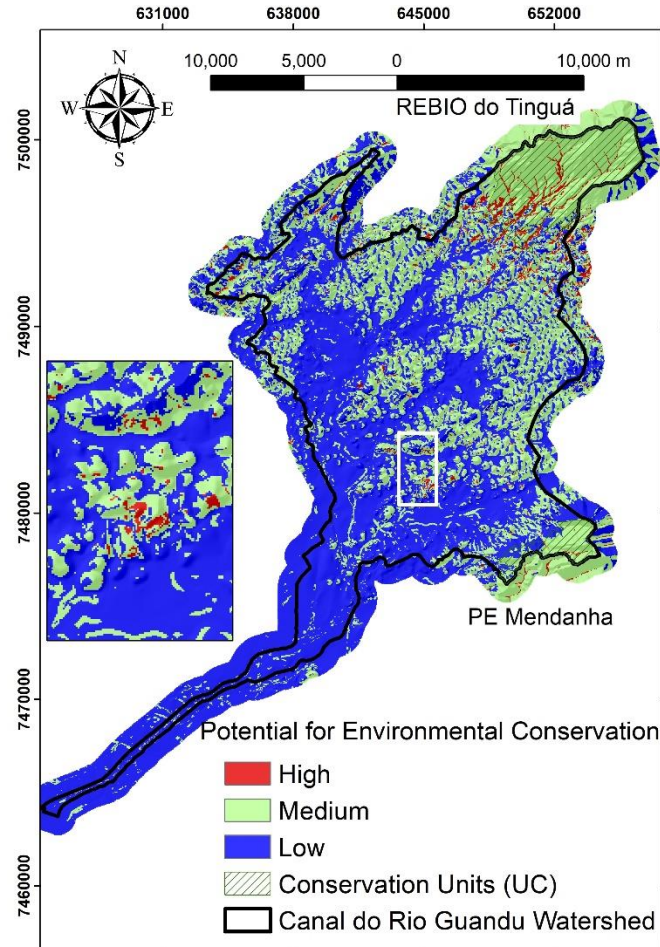 631000 638000 645000 652000
N
W E
S
10,000 5,000 0 10,000 m
REBIO do Tinguá
7500000
7490000
7480000
7470000
7460000
PE Mendanha
Potential for Environmental Conservation
High
Medium
Low
Conservation Units (UC)
Canal do Rio Guandu Watershed